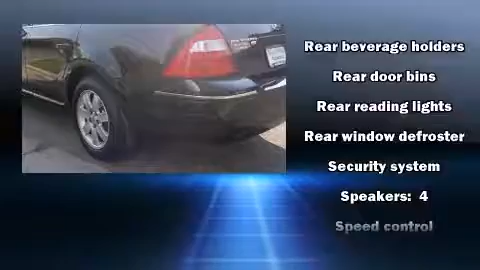 Rear beverage holders
Rear door bins
Rear reading lights
Rear window defroster
Security system
Speakers:  4
Speed control